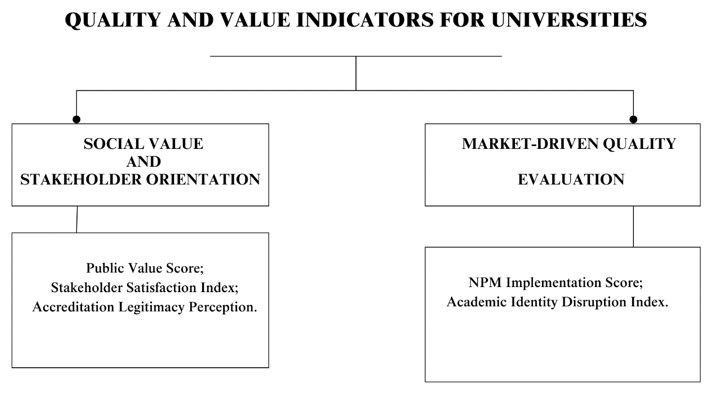 QUALITY AND VALUE INDICATORS FOR UNIVERSITIES
SOCIAL VALUE
AND
STAKEHOLDER ORIENTATION
MARKET-DRIVEN QUALITY
EVALUATION
Public Value Score;
Stakeholder Satisfaction Index;
Accreditation Legitimacy Perception.
NPM Implementation Score;
Academic Identity Disruption Index.